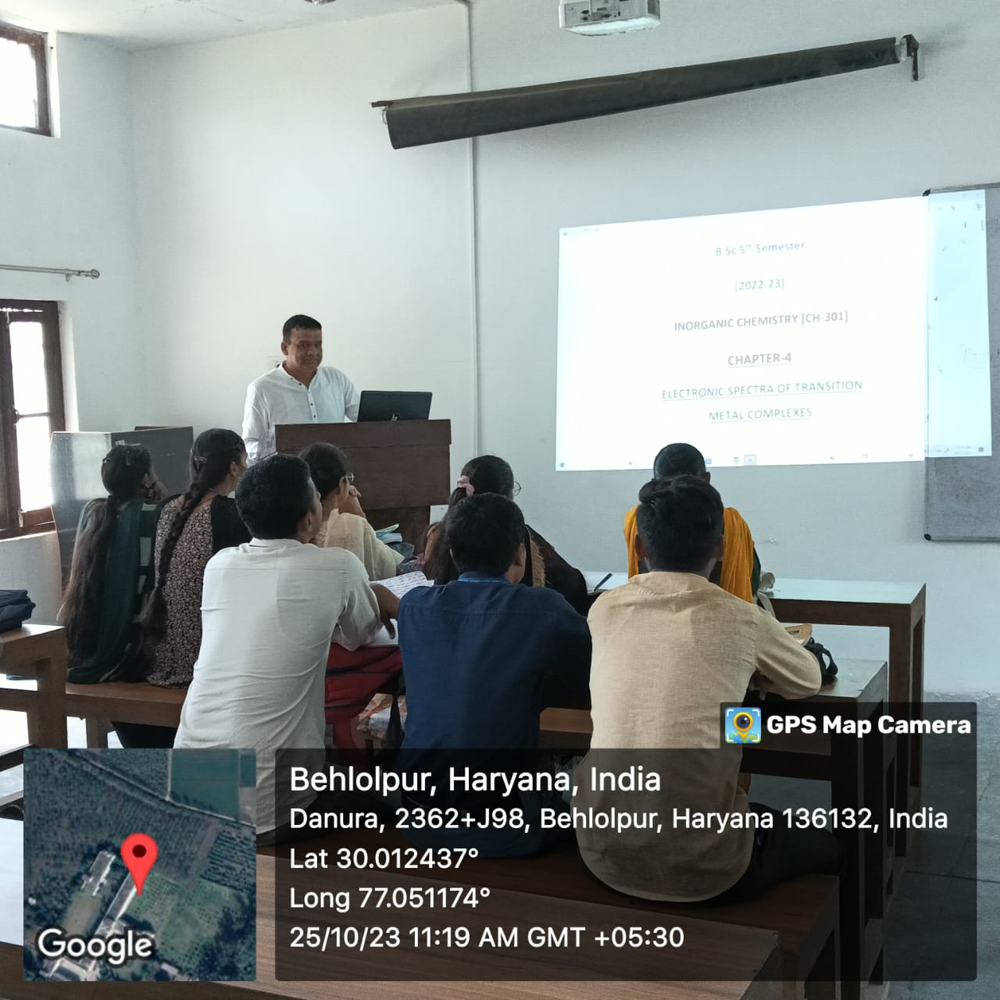 B.Sc 5th Semester
[2022-23]
INORGANIC CHEMISTRY [CH-301]
CHAPTER-4
ELECTRONIC SPECTRA OF TRANSITION
METAL COMPLEXES
GPS Map Camera
Behlolpur, Haryana, India
Danura, 2362+J98, Behlolpur, Haryana 136132, India
Lat 30.012437°
Long 77.051174°
25/10/23 11:19 AM GMT +05:30
Google